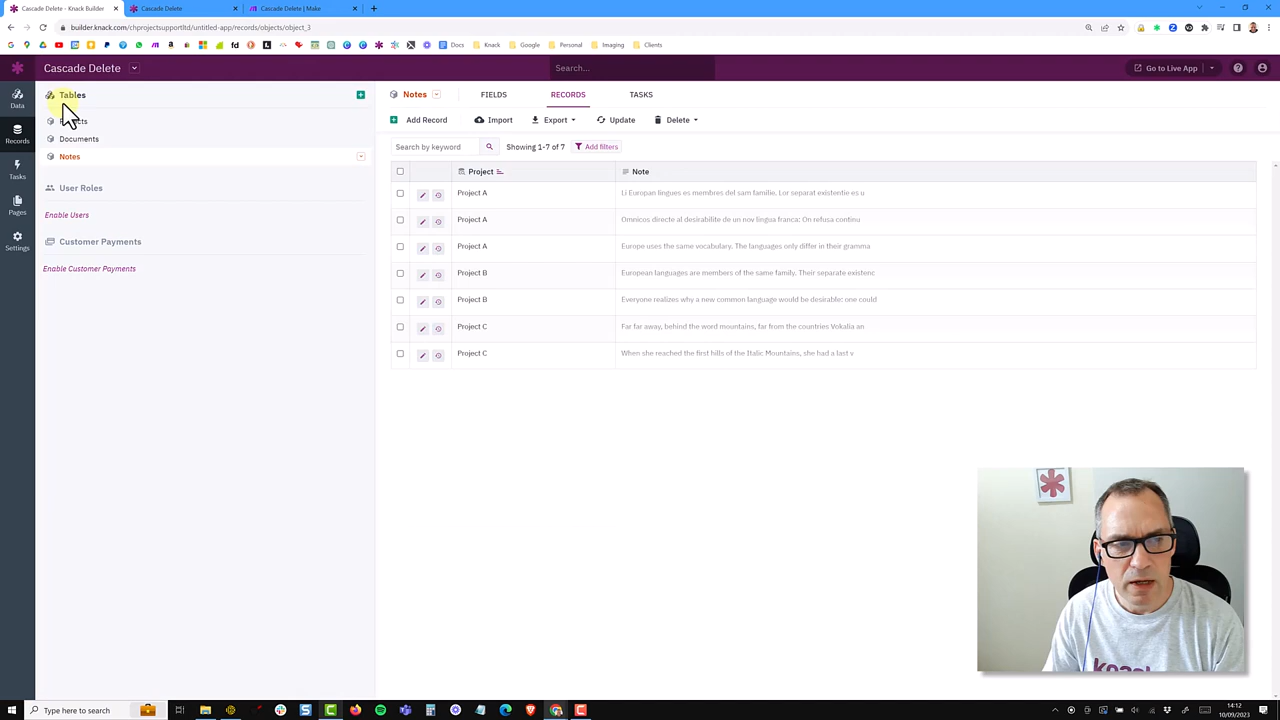 Cascade Delete - Knack Builder
Cascade Delete
Cascade Delete | Make
builder.knack.com/chprojectsupportltd/untitled-app/records/objects/object_3
Docs
Knack
Google
Personal
Imaging
Clients
Cascade Delete
Search...
Go to Live App
Data
Records
Tasks
Pages
Settings
Tables
Documents
Notes
User Roles
Enable Users
Customer Payments
Enable Customer Payments
Notes
FIELDS
RECORDS
TASKS
Add Record
Import
Export
Update
Delete
Search by keyword
Showing 1-7 of 7
Add filters
Project
Note
Project A
Li Europan lingues es membres del sam familie. Lor separat existentie es u
Project A
Omnicos directe al desirabilite de un nov lingua franca: On refusa continu
Project A
Europe uses the same vocabulary. The languages only differ in their gramma
Project B
European languages are members of the same family. Their separate existenc
Project B
Everyone realizes why a new common language would be desirable: one could
Project C
Far far away, behind the word mountains, far from the countries Vokalia an
Project C
When she reached the first hills of the Italic Mountains, she had a last v
Type here to search
14:12
10/09/2023